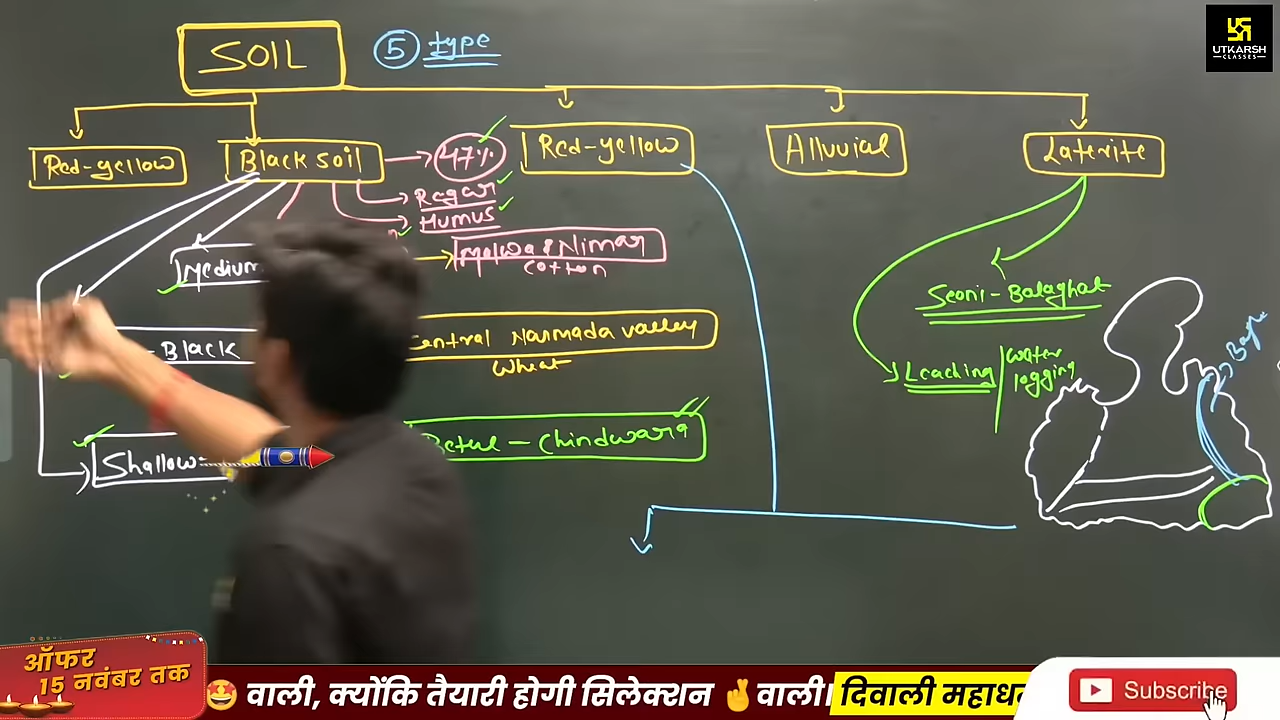 SOIL
5 type
UTKARSH
CLASSES
Red-yellow
Black soil
47%
Red-yellow
Alluvial
Laterite
Regar
Humus
Medium
Malwa & Nimar
Cotton
Seoni-Balaghat
-Black
Central Narmada valley
Wheat
Leaching
water logging
Shallow
Betul - Chindwara
ऑफर
15 नवंबर तक
वाली, क्योंकि तैयारी होगी सिलेक्शन
वाली।
दिवाली
Subscribe